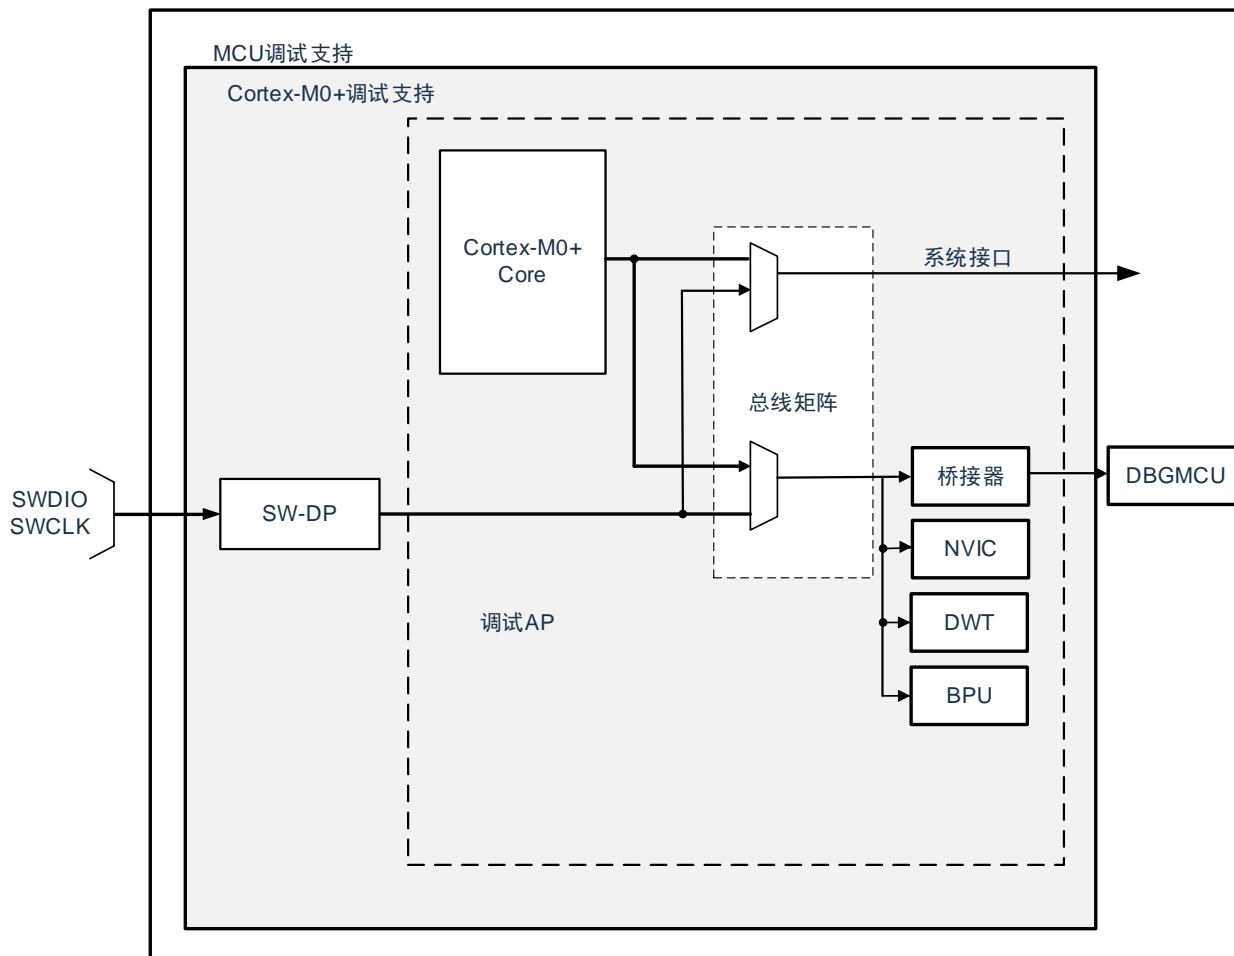 MCU调试支持
Cortex-M0+调试支持
Cortex-M0+
Core
系统接口
总线矩阵
桥接器
DBGMCU
SWDIO
SWCLK
SW-DP
NVIC
调试AP
DWT
BPU